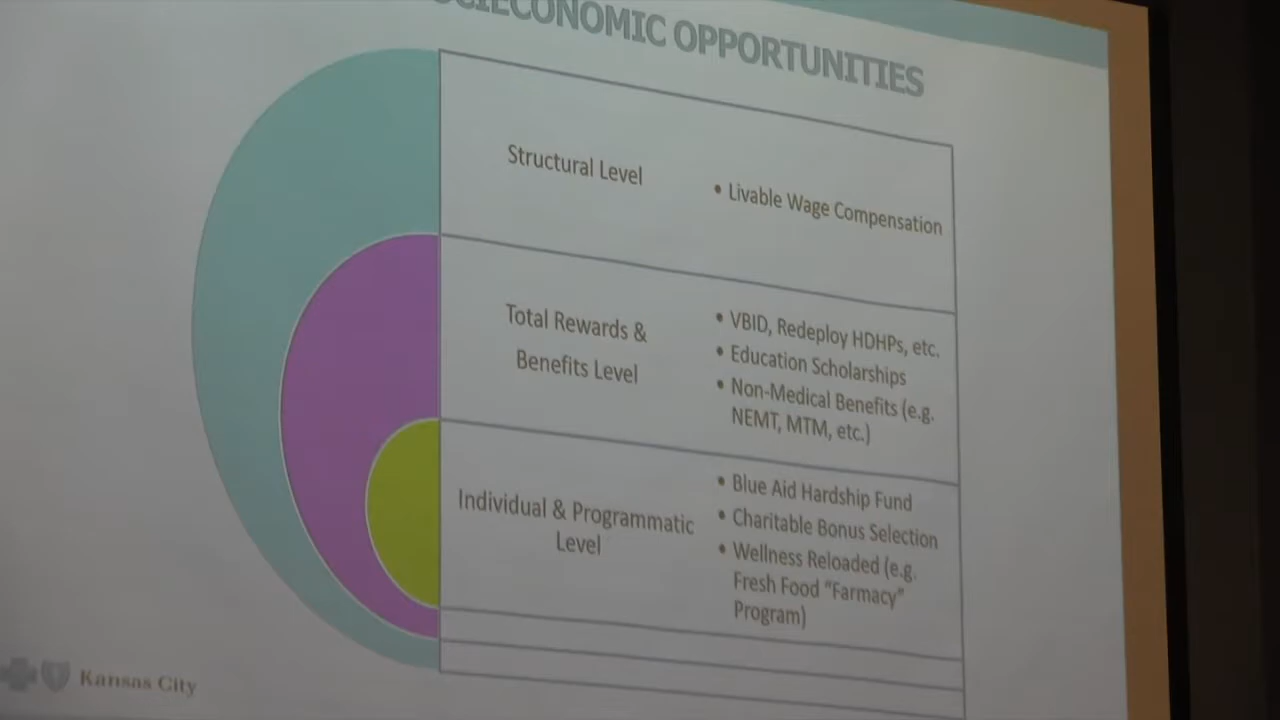 OPPORTUNITIES
Structural Level
• Livable Wage Compensation
Total Rewards &
Benefits Level
• VBID, Redeploy HDHPs, etc.
• Education Scholarships
• Non-Medical Benefits (e.g.
NEMT, MTM, etc.)
Individual & Programmatic
Level
• Blue Aid Hardship Fund
• Charitable Bonus Selection
• Wellness Reloaded (e.g.
Fresh Food “Farmacy”
Program)
Kansas City